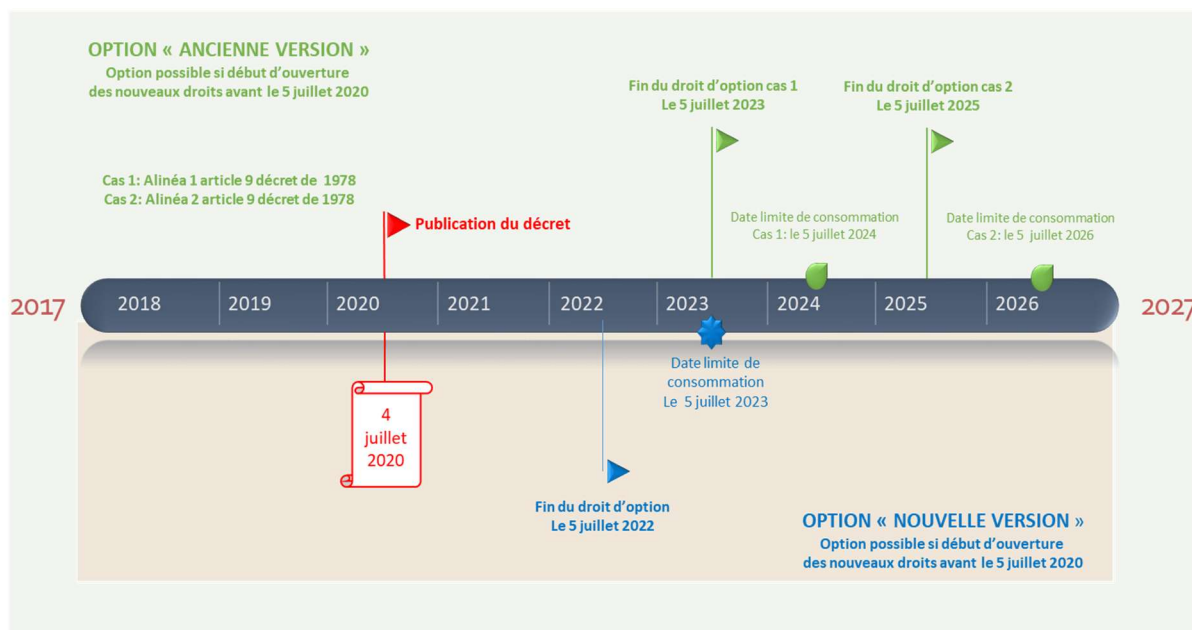 OPTION « ANCIENNE VERSION »
Option possible si début d'ouverture
des nouveaux droits avant le 5 juillet 2020
Fin du droit d'option cas 1
Le 5 juillet 2023
Fin du droit d'option cas 2
Le 5 juillet 2025
Cas 1: Alinéa 1 article 9 décret de 1978
Cas 2: Alinéa 2 article 9 décret de 1978
Publication du décret
Date limite de consommation
Cas 1: le 5 juillet 2024
Date limite de consommation
Cas 2: le 5 juillet 2026
2017
2018
2019
2020
2021
2022
2023
2024
2025
2026
2027
Date limite de
consommation
Le 5 juillet 2023
4
juillet
2020
Fin du droit d'option
Le 5 juillet 2022
OPTION « NOUVELLE VERSION »
Option possible si début d'ouverture
des nouveaux droits avant le 5 juillet 2020